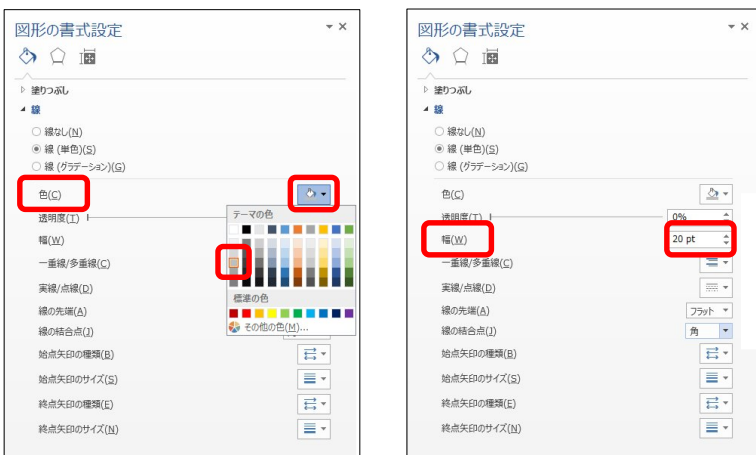 図形の書式設定
塗りつぶし
線
線なし(N)
線 (単色)(S)
線 (グラデーション)(G)
色(C)
テーマの色
透明度(T)
幅(W)
一重線/多重線(C)
標準の色
実線/点線(D)
その他の色(M)...
線の先端(A)
線の結合点(J)
始点矢印の種類(B)
始点矢印のサイズ(S)
終点矢印の種類(E)
終点矢印のサイズ(N)
図形の書式設定
塗りつぶし
線
線なし(N)
線 (単色)(S)
線 (グラデーション)(G)
色(C)
透明度(T) 0%
幅(W) 20 pt
一重線/多重線(C)
実線/点線(D)
線の先端(A) フラット
線の結合点(J) 角
始点矢印の種類(B)
始点矢印のサイズ(S)
終点矢印の種類(E)
終点矢印のサイズ(N)